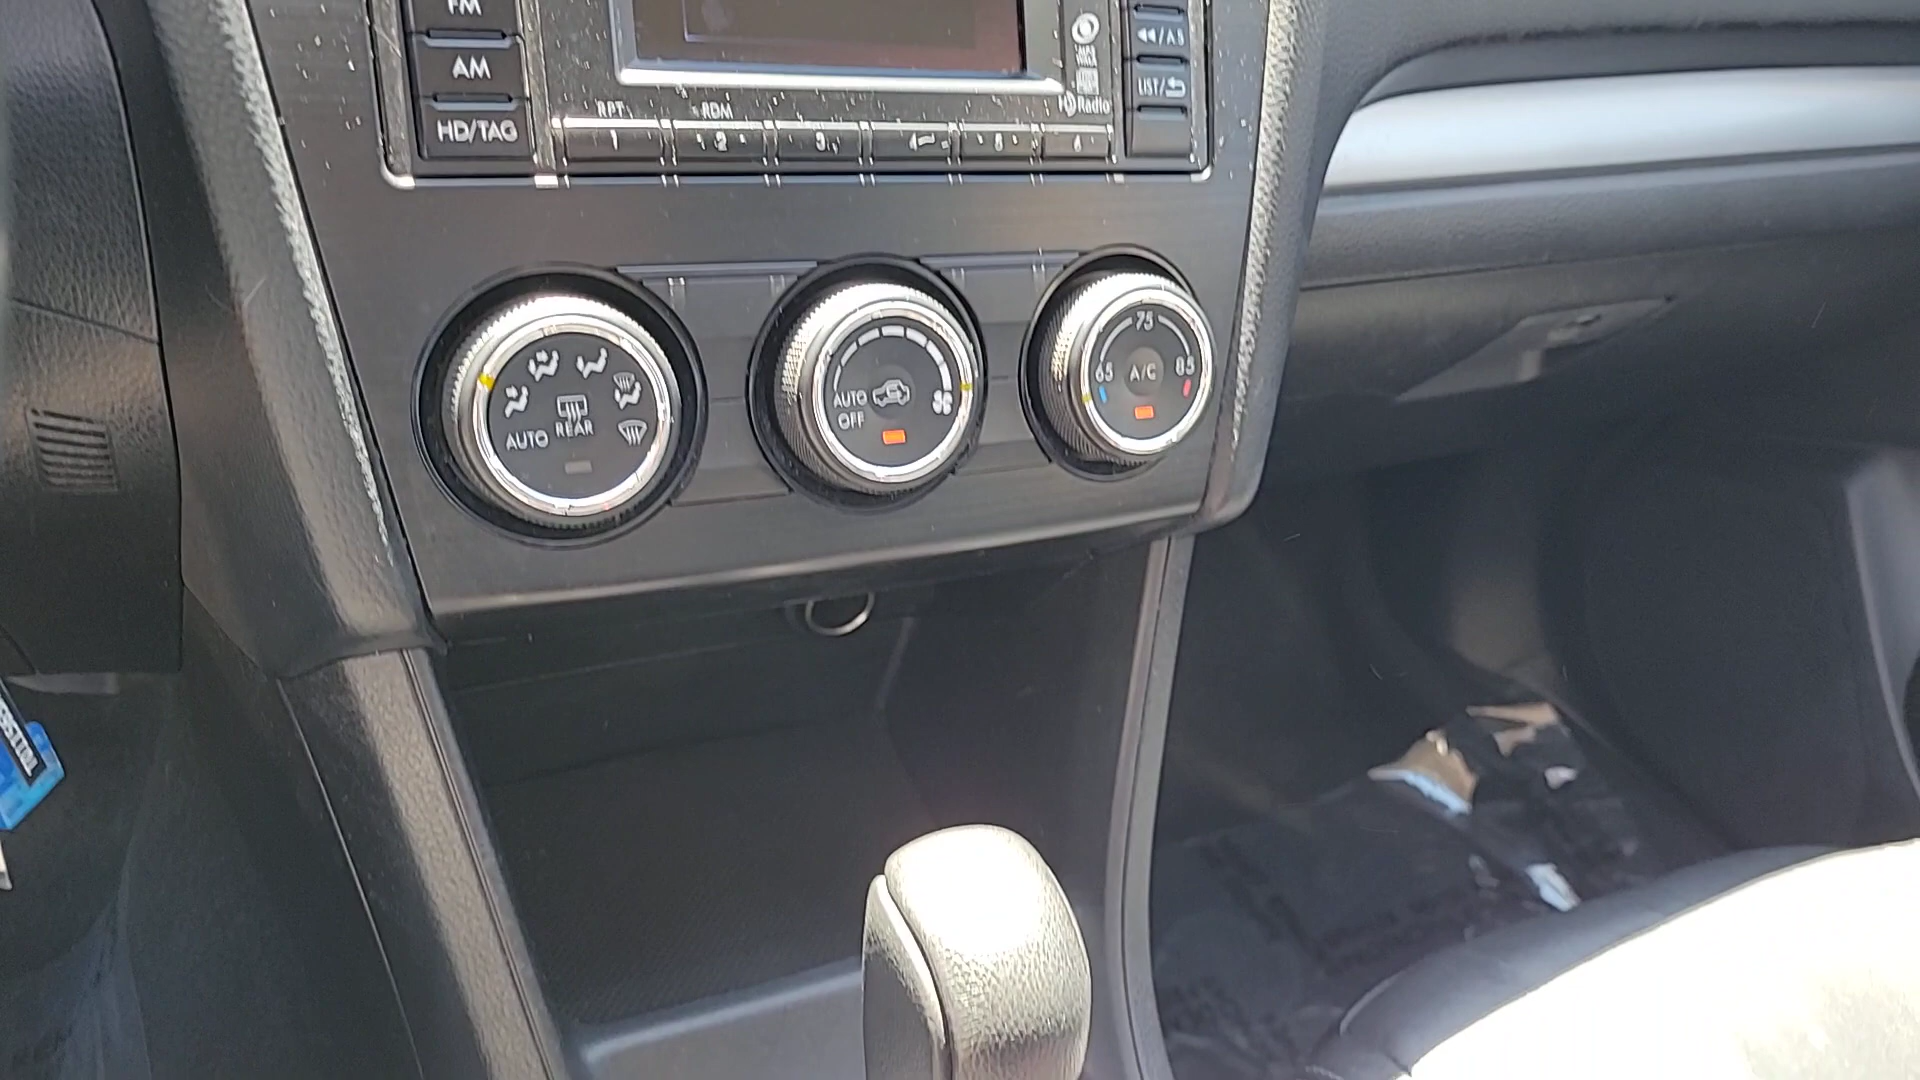 FM
AM
HD/TAG
RPT
RDM
1
2
3
4
5
6
HD Radio
◀◀/AS
LIST/
AUTO
REAR
AUTO
OFF
65
75
85
A/C